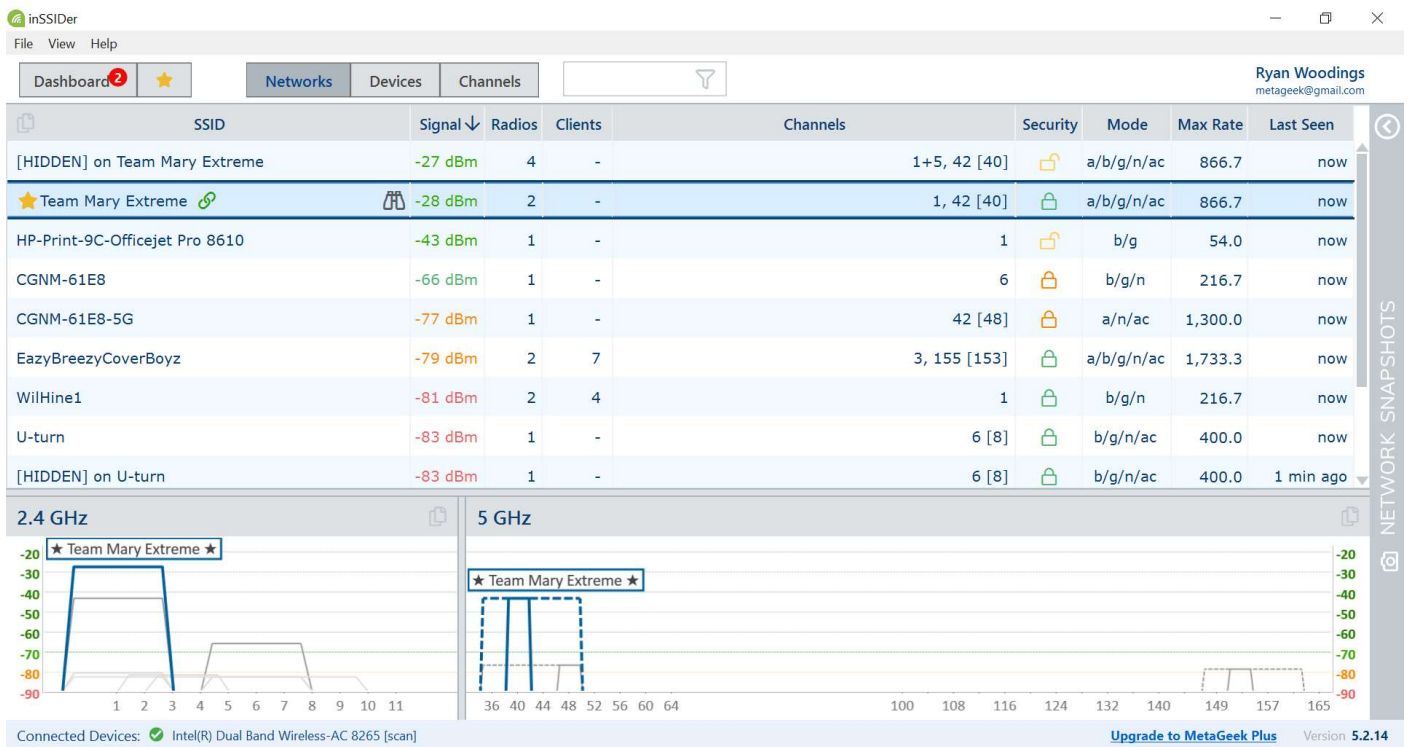 inSSIDer
File View Help
Dashboard 2 Networks Devices Channels
Ryan Woodings
metageek@gmail.com
SSID Signal ↓ Radios Clients Channels Security Mode Max Rate Last Seen
[HIDDEN] on Team Mary Extreme -27 dBm 4 - 1+5, 42 [40] a/b/g/n/ac 866.7 now
Team Mary Extreme -28 dBm 2 - 1, 42 [40] a/b/g/n/ac 866.7 now
HP-Print-9C-Officejet Pro 8610 -43 dBm 1 - 1 b/g 54.0 now
CGNM-61E8 -66 dBm 1 - 6 b/g/n 216.7 now
CGNM-61E8-5G -77 dBm 1 - 42 [48] a/n/ac 1,300.0 now
EazyBreezyCoverBoyz -79 dBm 2 7 3, 155 [153] a/b/g/n/ac 1,733.3 now
WilHine1 -81 dBm 2 4 1 b/g/n 216.7 now
U-turn -83 dBm 1 - 6 [8] b/g/n/ac 400.0 now
[HIDDEN] on U-turn -83 dBm 1 - 6 [8] b/g/n/ac 400.0 1 min ago
NETWORK SNAPSHOTS
2.4 GHz
★ Team Mary Extreme ★
-20
-30
-40
-50
-60
-70
-80
-90
1 2 3 4 5 6 7 8 9 10 11
5 GHz
★ Team Mary Extreme ★
-20
-30
-40
-50
-60
-70
-80
-90
36 40 44 48 52 56 60 64 100 108 116 124 132 140 149 157 165
Connected Devices: Intel(R) Dual Band Wireless-AC 8265 [scan] Upgrade to MetaGeek Plus Version 5.2.14